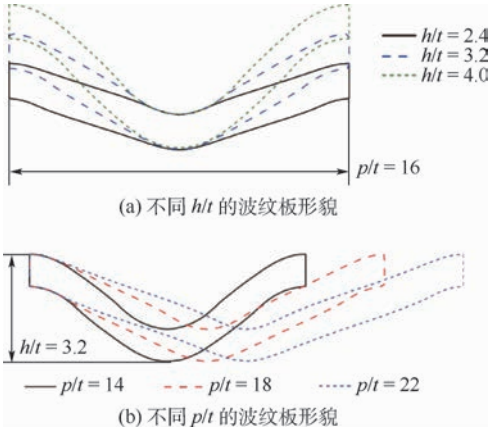 h/t = 2.4
h/t = 3.2
h/t = 4.0
p/t = 16
(a) 不同 h/t 的波纹板形貌
h/t = 3.2
p/t = 14
p/t = 18
p/t = 22
(b) 不同 p/t 的波纹板形貌